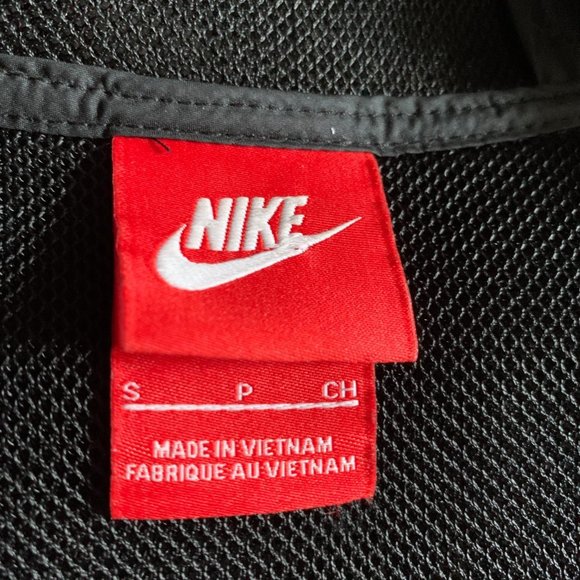 NIKE
S P CH
MADE IN VIETNAM
FABRIQUE AU VIETNAM